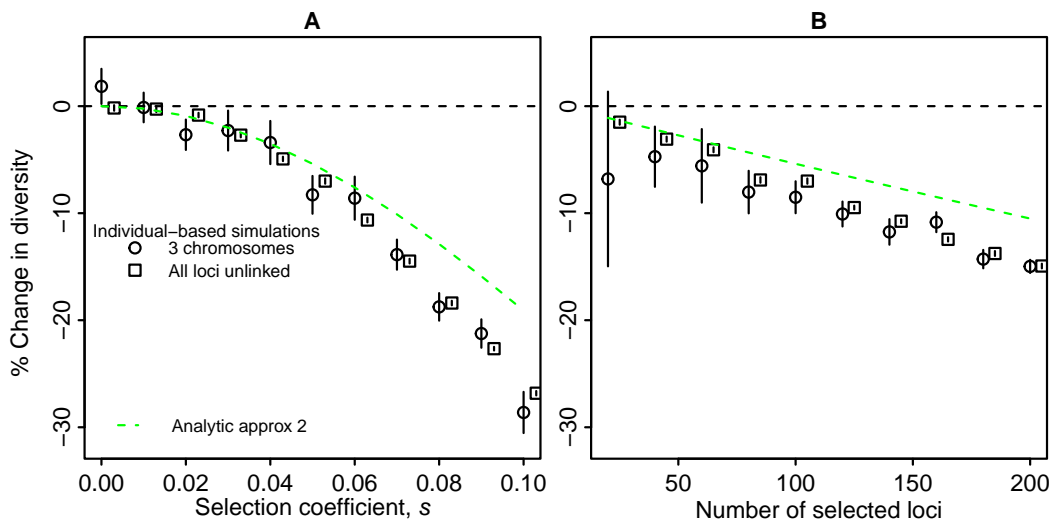 A
B
% Change in diversity
0
−10
−20
−30
Individual−based simulations
3 chromosomes
All loci unlinked
Analytic approx 2
0.00 0.02 0.04 0.06 0.08 0.10
Selection coefficient, s
0
−10
−20
−30
50 100 150 200
Number of selected loci